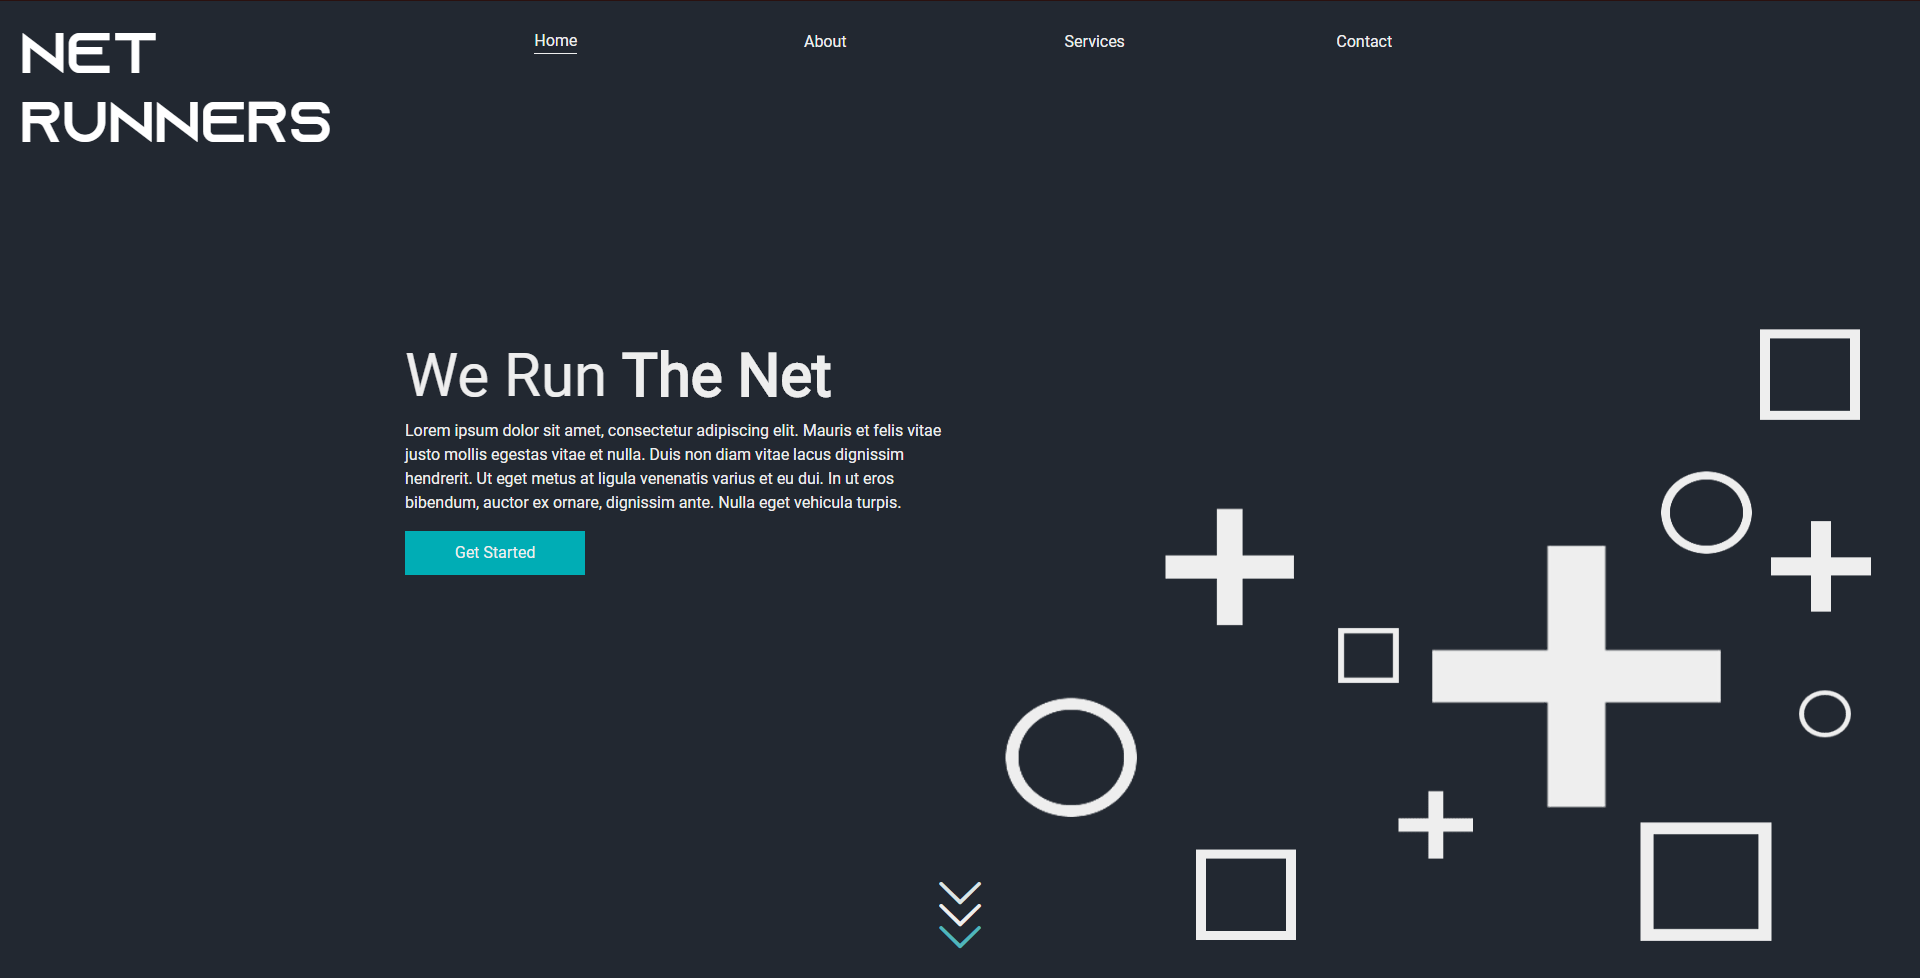 NET
RUNNERS
Home
About
Services
Contact
We Run The Net
Lorem ipsum dolor sit amet, consectetur adipiscing elit. Mauris et felis vitae
justo mollis egestas vitae et nulla. Duis non diam vitae lacus dignissim
hendrerit. Ut eget metus at ligula venenatis varius et eu dui. In ut eros
bibendum, auctor ex ornare, dignissim ante. Nulla eget vehicula turpis.
Get Started